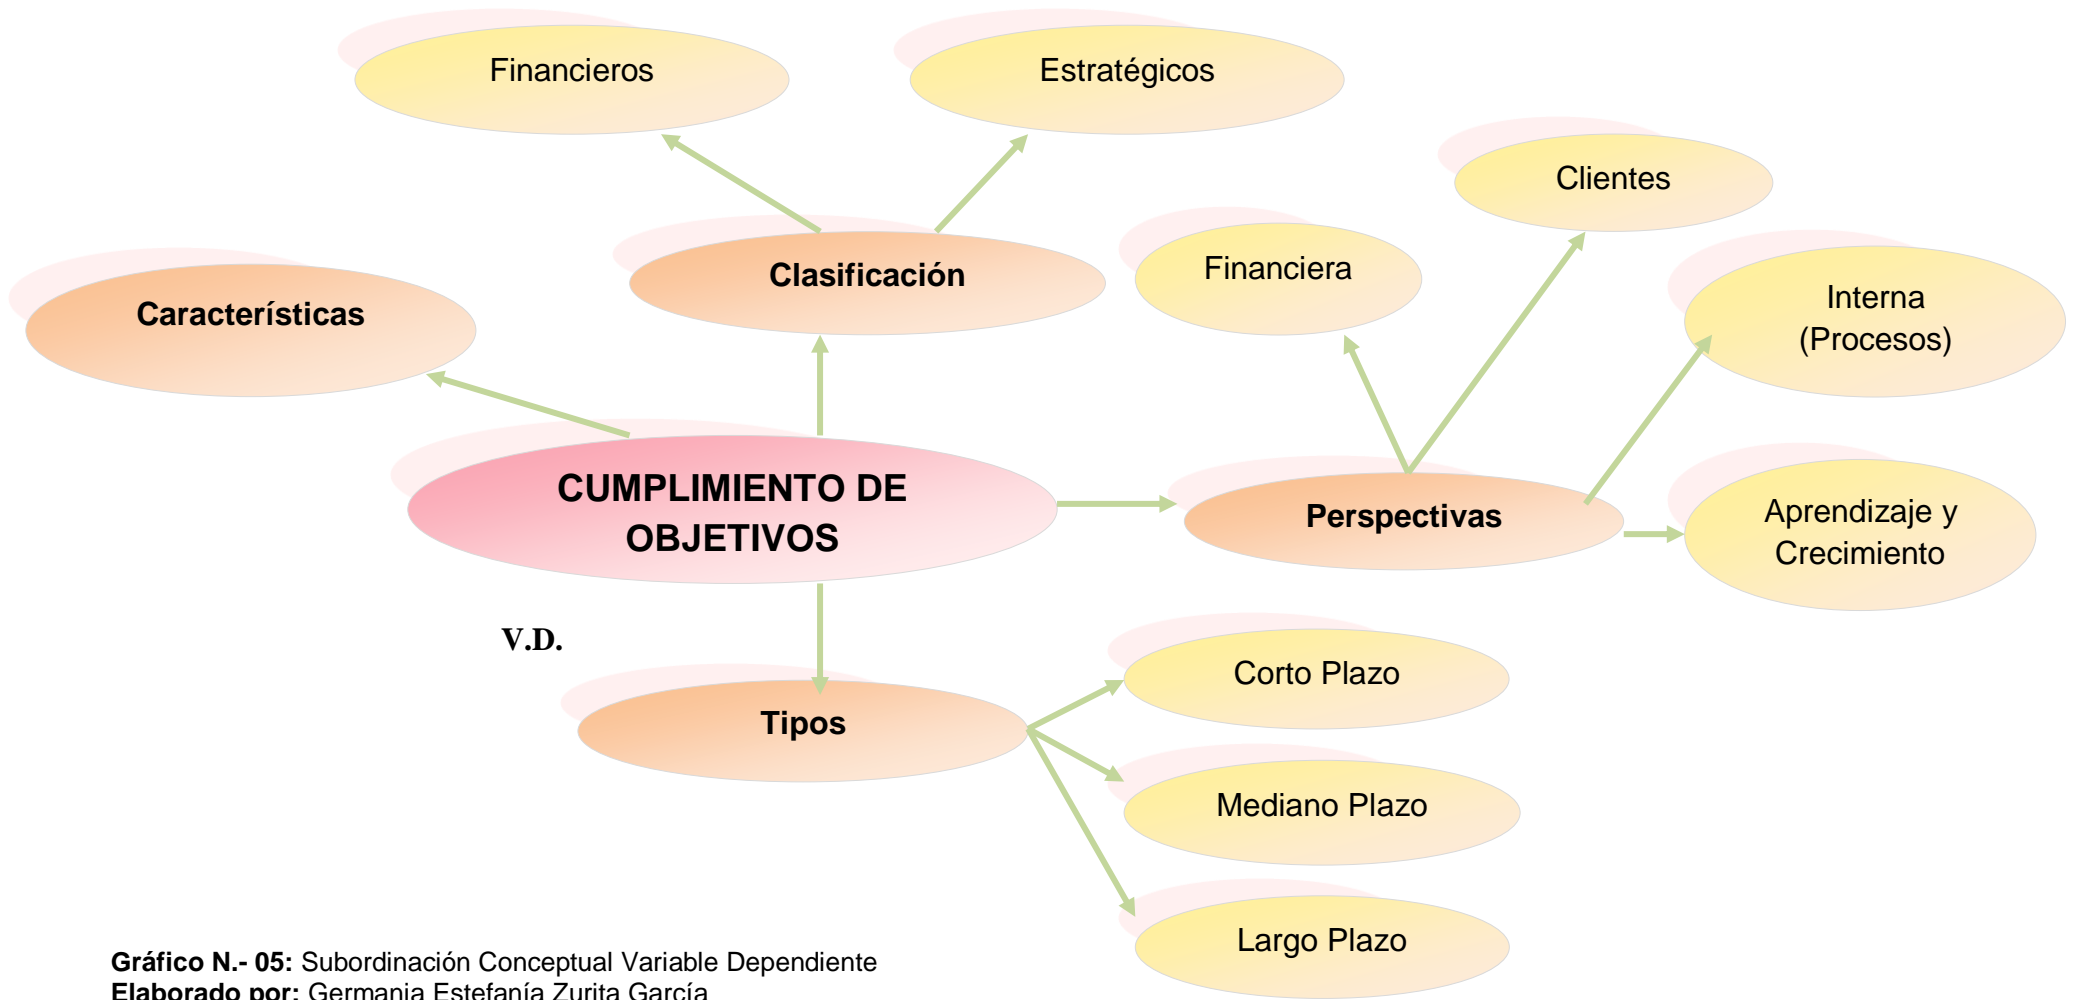 Financieros
Estratégicos
Clientes
Financiera
Interna
(Procesos)
Clasificación
Características
CUMPLIMIENTO DE
OBJETIVOS
Perspectivas
Aprendizaje y
Crecimiento
V.D.
Tipos
Corto Plazo
Mediano Plazo
Largo Plazo
Gráfico N.- 05: Subordinación Conceptual Variable Dependiente
Elaborado por: Germania Estefanía Zurita García